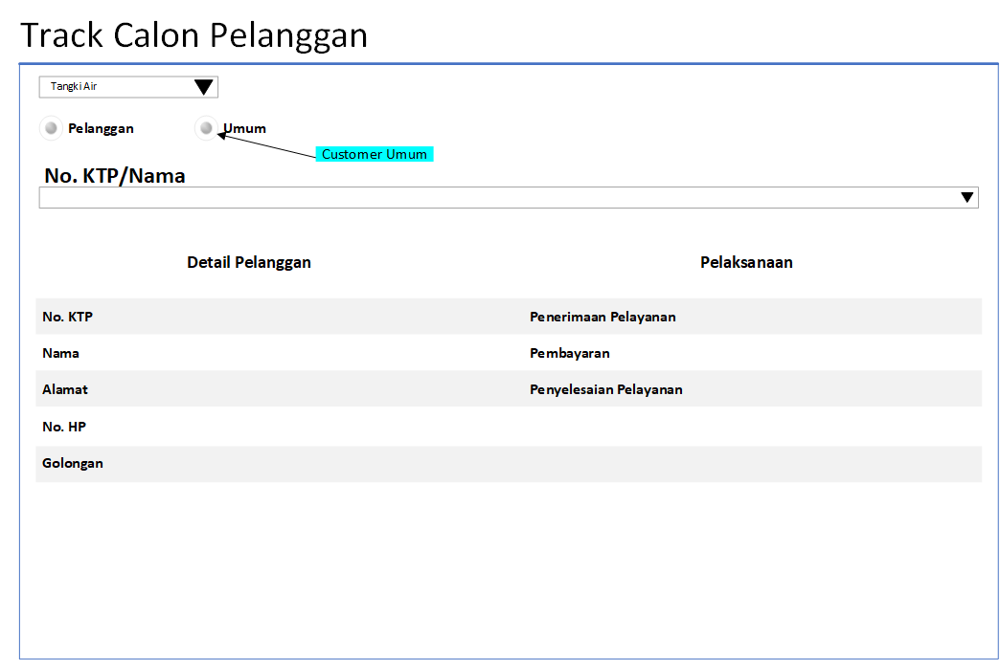 Track Calon Pelanggan
Tangki Air
Pelanggan Umum
Customer Umum
No. KTP/Nama
Detail Pelanggan Pelaksanaan
No. KTP Penerimaan Pelayanan
Nama Pembayaran
Alamat Penyelesaian Pelayanan
No. HP
Golongan